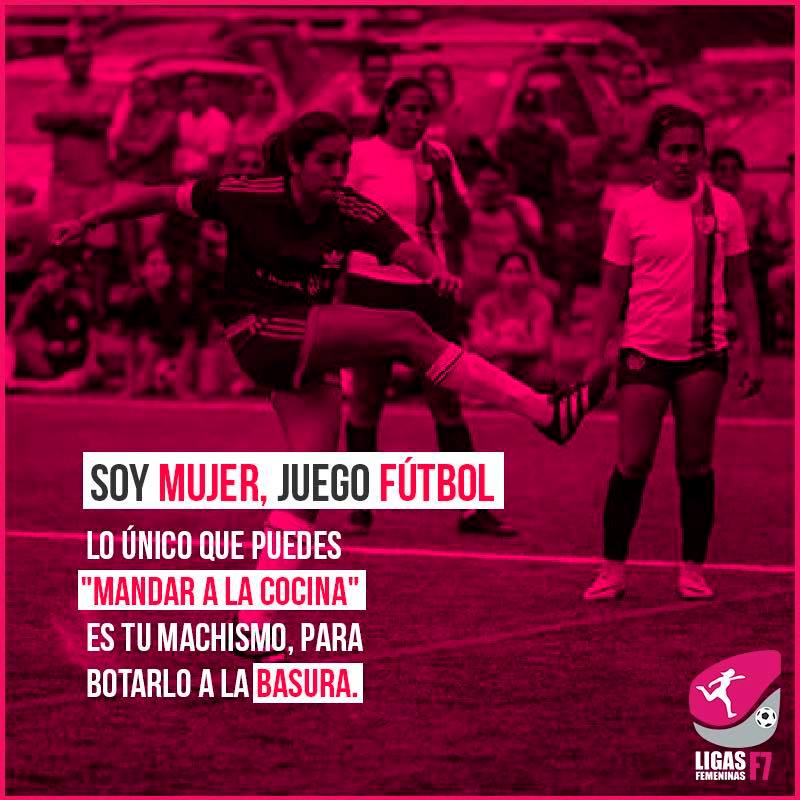 SOY MUJER, JUEGO FÚTBOL
LO ÚNICO QUE PUEDES
"MANDAR A LA COCINA"
ES TU MACHISMO, PARA
BOTARLO A LA BASURA.
LIGAS F7
FEMENINAS